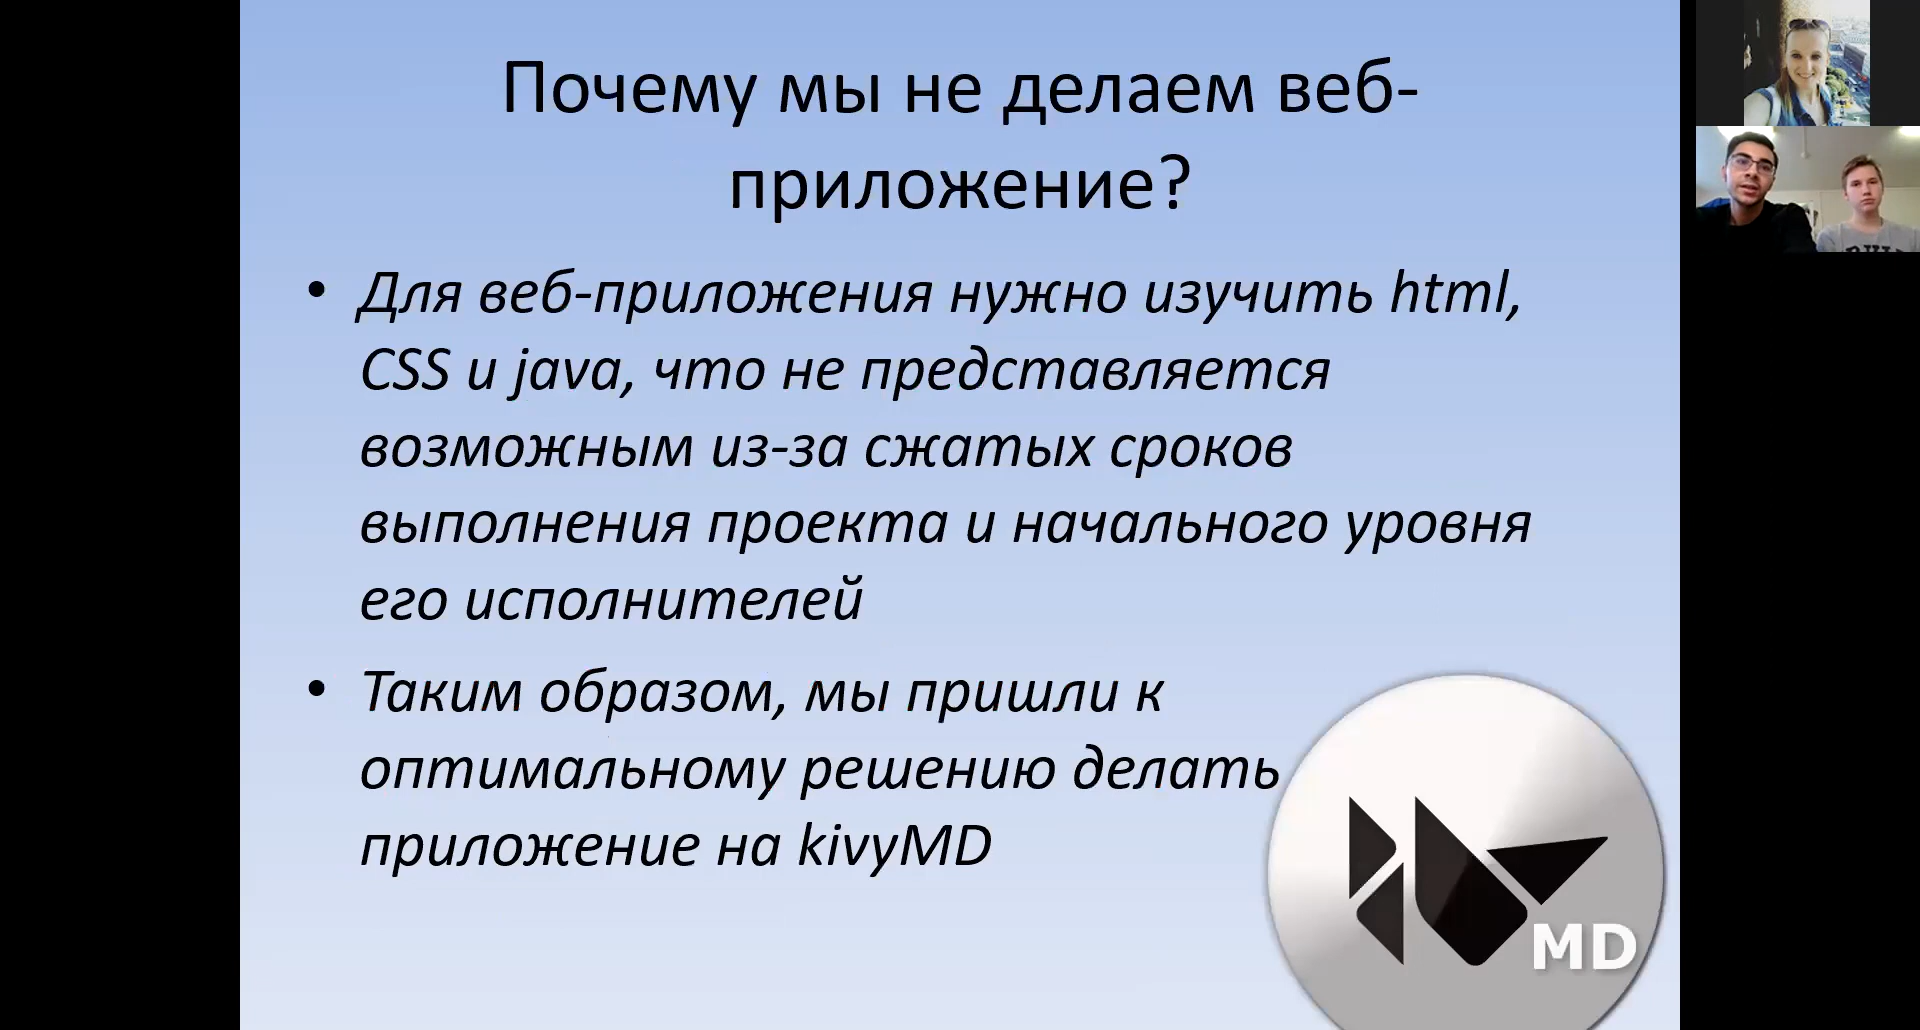 Почему мы не делаем веб-
приложение?
• Для веб-приложения нужно изучить html,
CSS и java, что не представляется
возможным из-за сжатых сроков
выполнения проекта и начального уровня
его исполнителей
• Таким образом, мы пришли к
оптимальному решению делать
приложение на kivyMD
MD